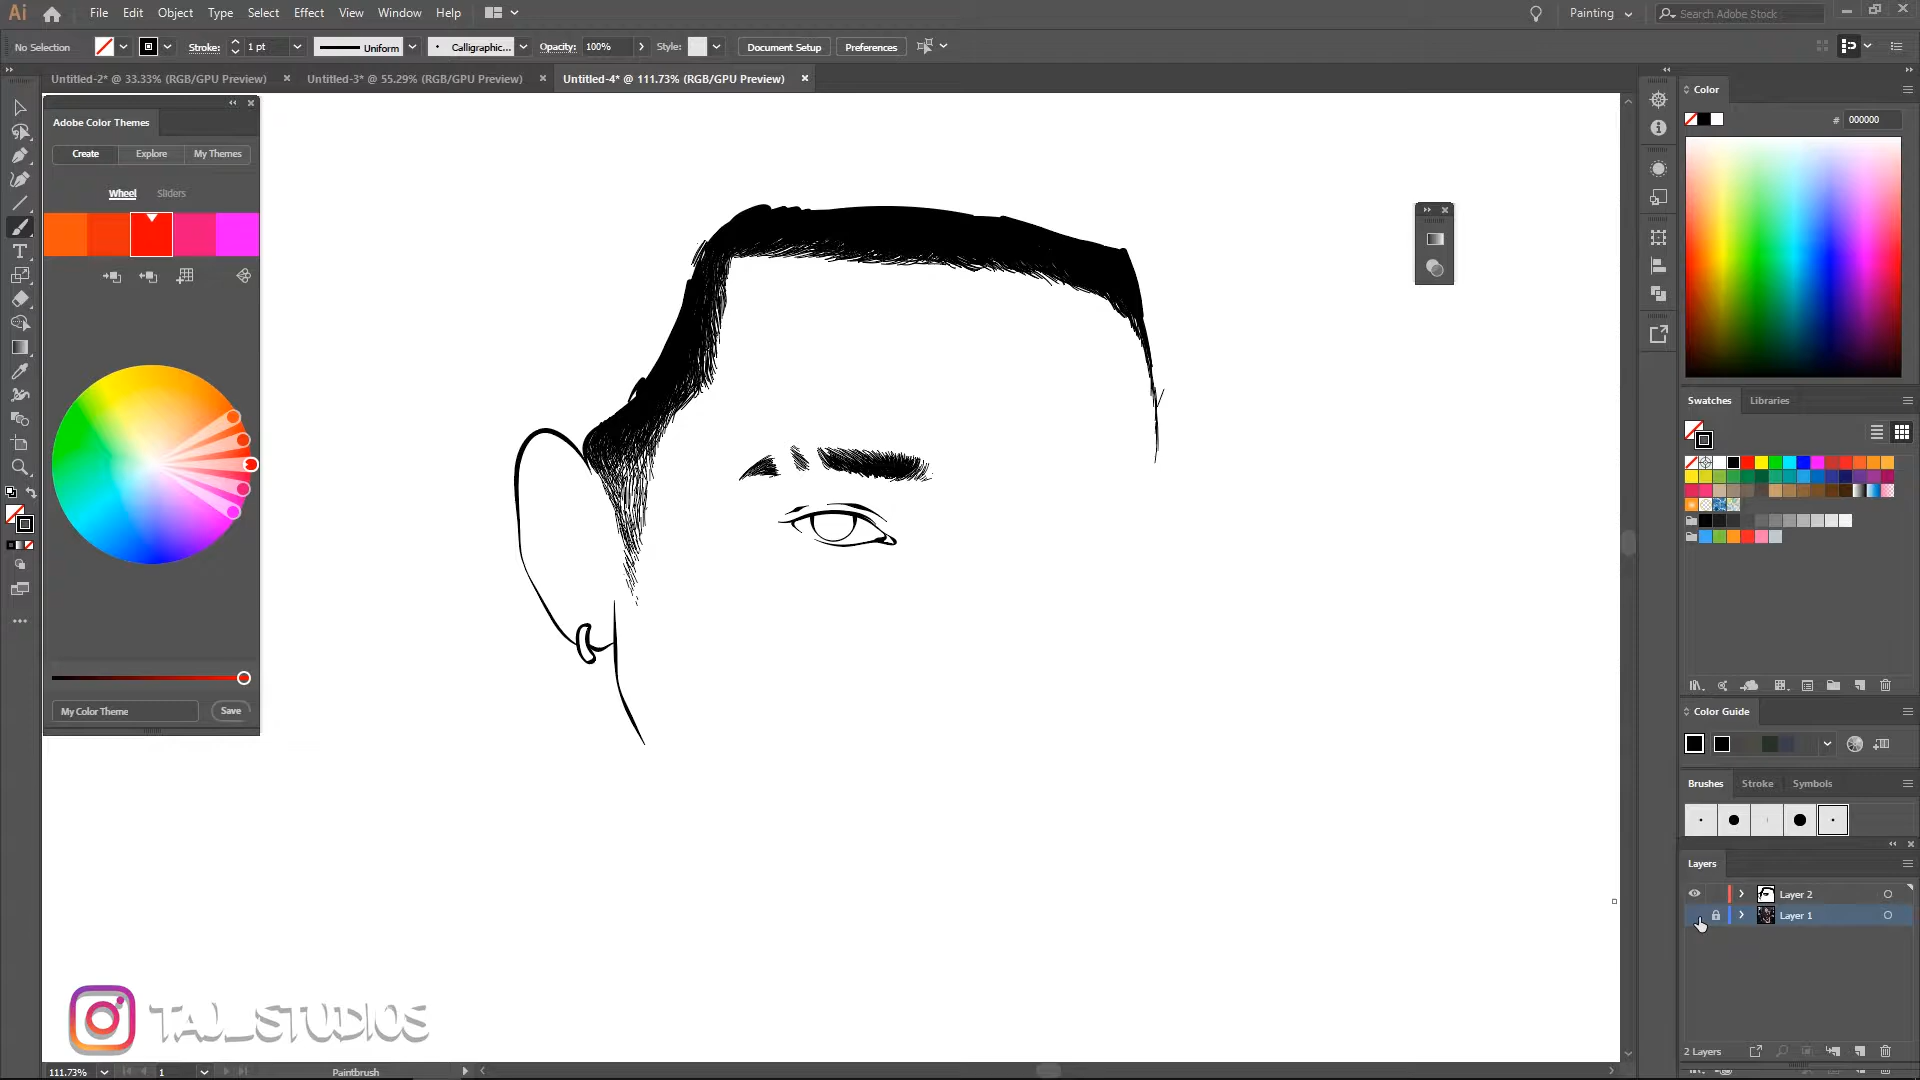 Ai File Edit Object Type Select Effect View Window Help Painting Search Adobe Stock
No Selection Stroke: 1 pt Uniform Calligraphic... Opacity: 100% Style: Document Setup Preferences
Untitled-2* @ 33.33% (RGB/GPU Preview) Untitled-3* @ 55.29% (RGB/GPU Preview) Untitled-4* @ 111.73% (RGB/GPU Preview)
Adobe Color Themes
Create Explore My Themes
Wheel Sliders
My Color Theme Save
Color
# 000000
Swatches Libraries
Color Guide
Brushes Stroke Symbols
Layers
Layer 2
Layer 1
2 Layers
TAJ_STUDIOS
111.73% 1 Paintbrush